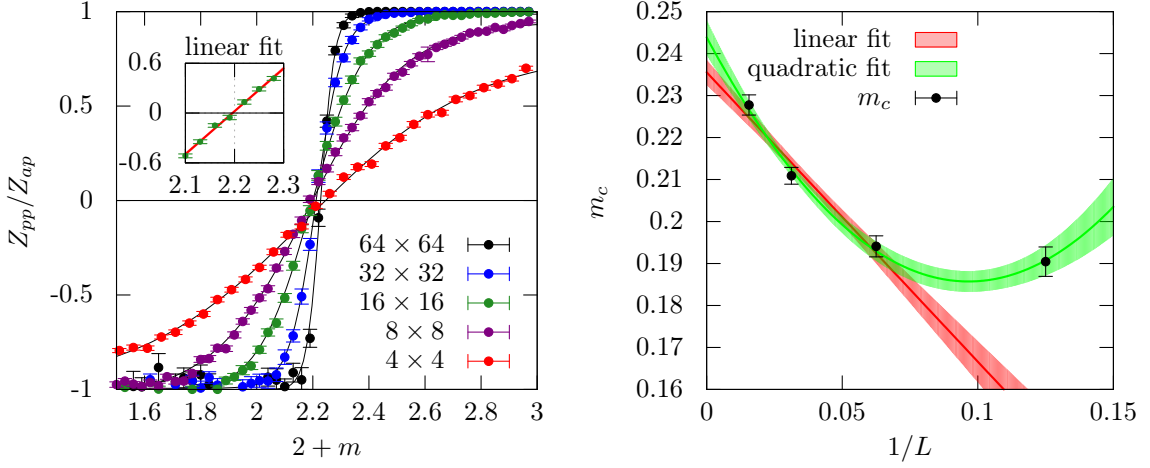 1
0.5
0
-0.5
-1
Z_pp/Z_ap
1.6 1.8 2 2.2 2.4 2.6 2.8 3
2 + m
linear fit
0.6
0
-0.6
2.1 2.2 2.3
64 × 64
32 × 32
16 × 16
8 × 8
4 × 4
0.25
0.24
0.23
0.22
0.21
0.2
0.19
0.18
0.17
0.16
m_c
0 0.05 0.1 0.15
1/L
linear fit
quadratic fit
m_c